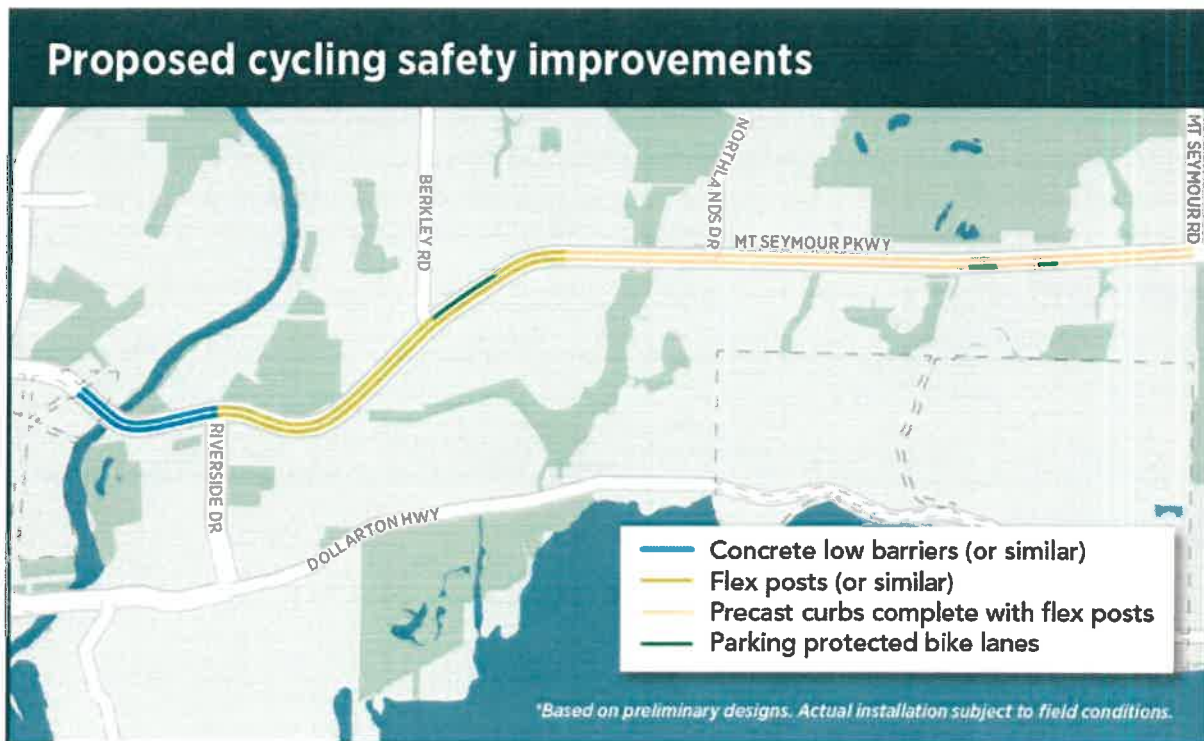 Proposed cycling safety improvements
NORTHLANDS DR
MT SEYMOUR RD
BERKLEY RD
MT SEYMOUR PKWY
RIVERSIDE DR
DOLLARTON HWY
Concrete low barriers (or similar)
Flex posts (or similar)
Precast curbs complete with flex posts
Parking protected bike lanes
*Based on preliminary designs. Actual installation subject to field conditions.